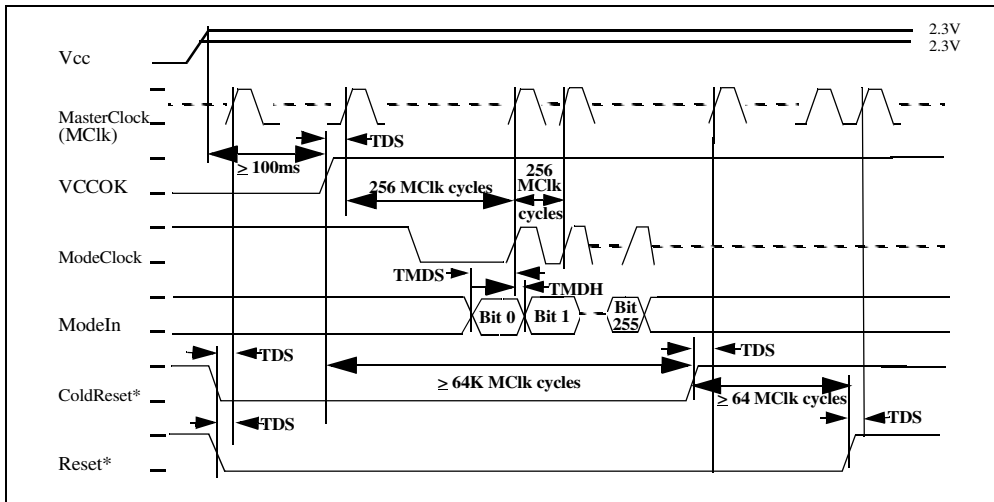 2.3V
2.3V
Vcc
MasterClock
(MClk)
TDS
≥ 100ms
VCCOK
256 MClk cycles
256
MClk
cycles
ModeClock
TMDS
TMDH
ModeIn
Bit 0
Bit 1
Bit
255
TDS
TDS
≥ 64K MClk cycles
ColdReset*
≥ 64 MClk cycles
TDS
TDS
Reset*